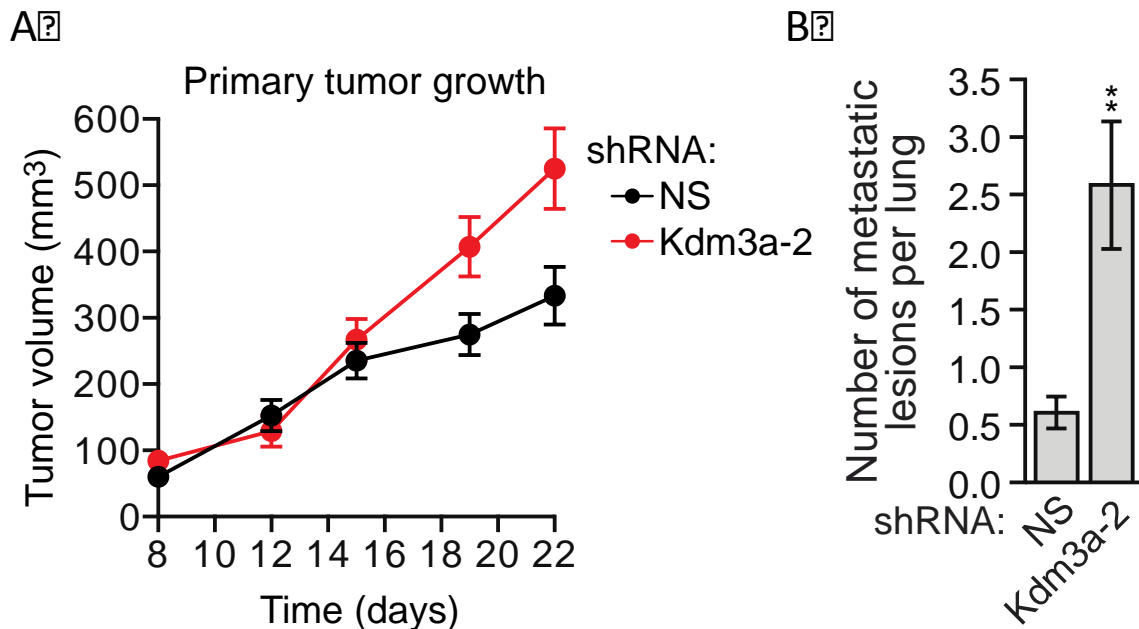 A
Primary tumor growth
Tumor volume (mm³)
600
500
400
300
200
100
0
8 10 12 14 16 18 20 22
Time (days)
shRNA:
NS
Kdm3a-2
B
Number of metastatic
lesions per lung
3.5
3.0
2.5
2.0
1.5
1.0
0.5
0.0
**
shRNA:
NS
Kdm3a-2